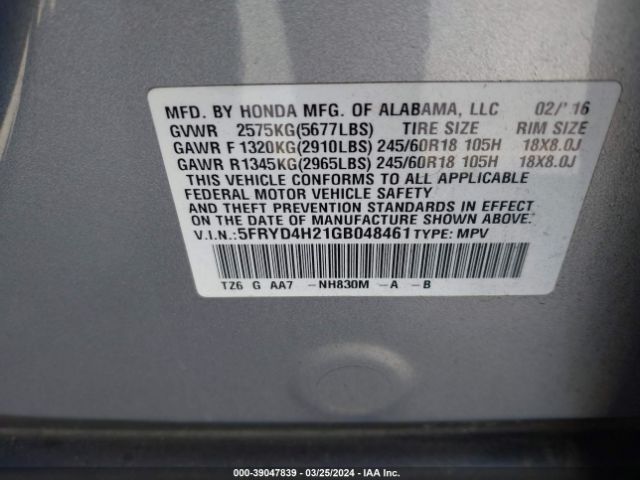 MFD. BY HONDA MFG. OF ALABAMA, LLC 02/'16
GVWR 2575KG(5677LBS) TIRE SIZE RIM SIZE
GAWR F 1320KG(2910LBS) 245/60R18 105H 18X8.0J
GAWR R1345KG(2965LBS) 245/60R18 105H 18X8.0J
THIS VEHICLE CONFORMS TO ALL APPLICABLE
FEDERAL MOTOR VEHICLE SAFETY
AND THEFT PREVENTION STANDARDS IN EFFECT
ON THE DATE OF MANUFACTURE SHOWN ABOVE.
V.I.N.:5FRYD4H21GB048461 TYPE: MPV
TZ6 G AA7 -NH830M -A -B
000-39047839 - 03/25/2024 - IAA Inc.